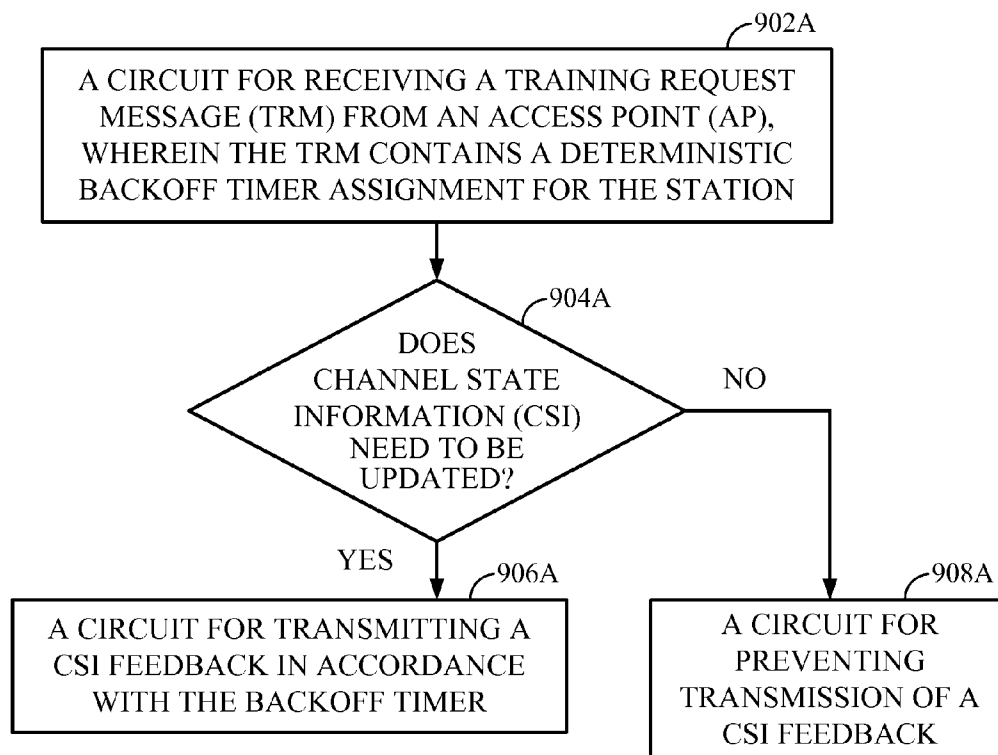 902A
A CIRCUIT FOR RECEIVING A TRAINING REQUEST
MESSAGE (TRM) FROM AN ACCESS POINT (AP),
WHEREIN THE TRM CONTAINS A DETERMINISTIC
BACKOFF TIMER ASSIGNMENT FOR THE STATION
904A
DOES
CHANNEL STATE
INFORMATION (CSI)
NEED TO BE
UPDATED?
NO
YES
906A
A CIRCUIT FOR TRANSMITTING A
CSI FEEDBACK IN ACCORDANCE
WITH THE BACKOFF TIMER
908A
A CIRCUIT FOR
PREVENTING
TRANSMISSION OF A
CSI FEEDBACK